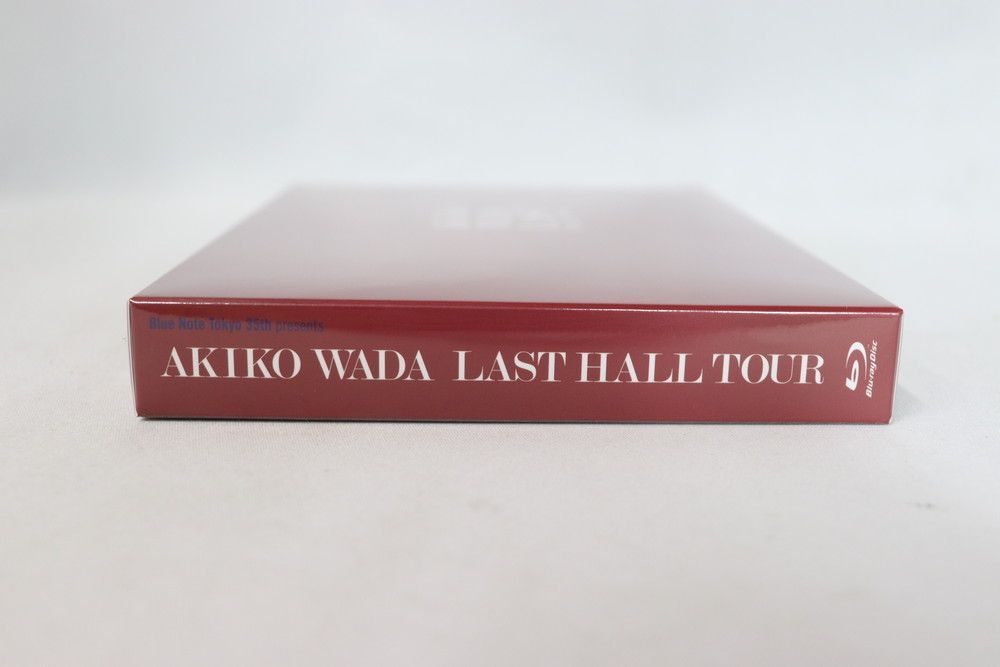 Blue Note Tokyo 35th presents
AKIKO WADA LAST HALL TOUR
Blu-ray Disc